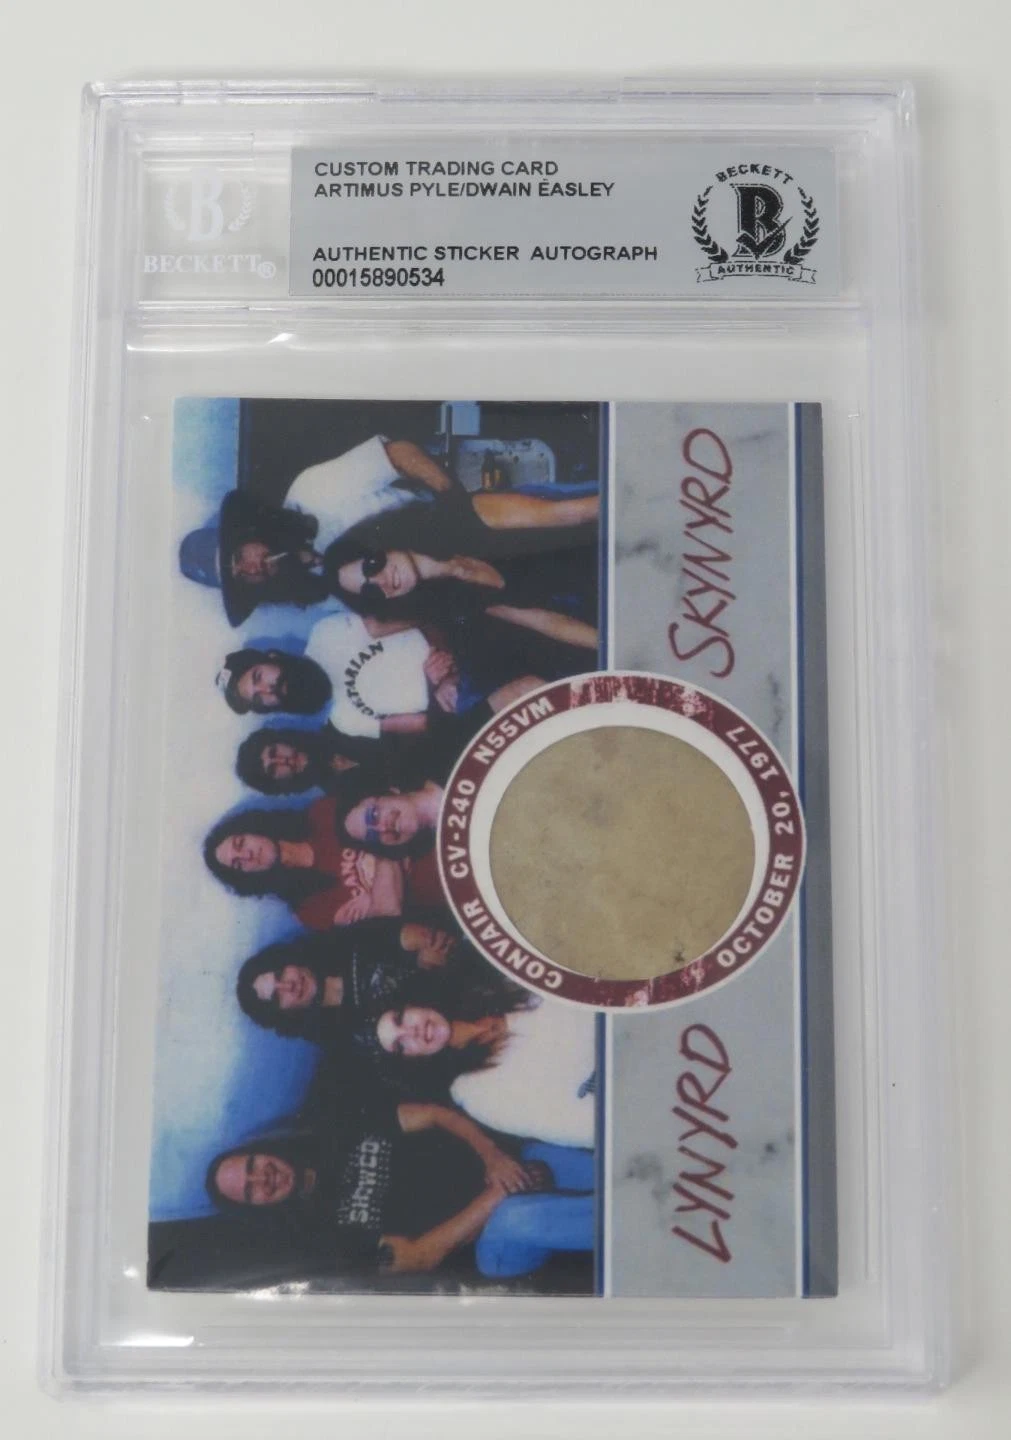 CUSTOM TRADING CARD
ARTIMUS PYLE/DWAIN EASLEY
AUTHENTIC STICKER AUTOGRAPH
00015890534
B
BECKETT®
BECKETT
B
AUTHENTIC
LYNYRD SKYNYRD
CONVAIR CV-240 N55VM
OCTOBER 20, 1977
SHOWCO